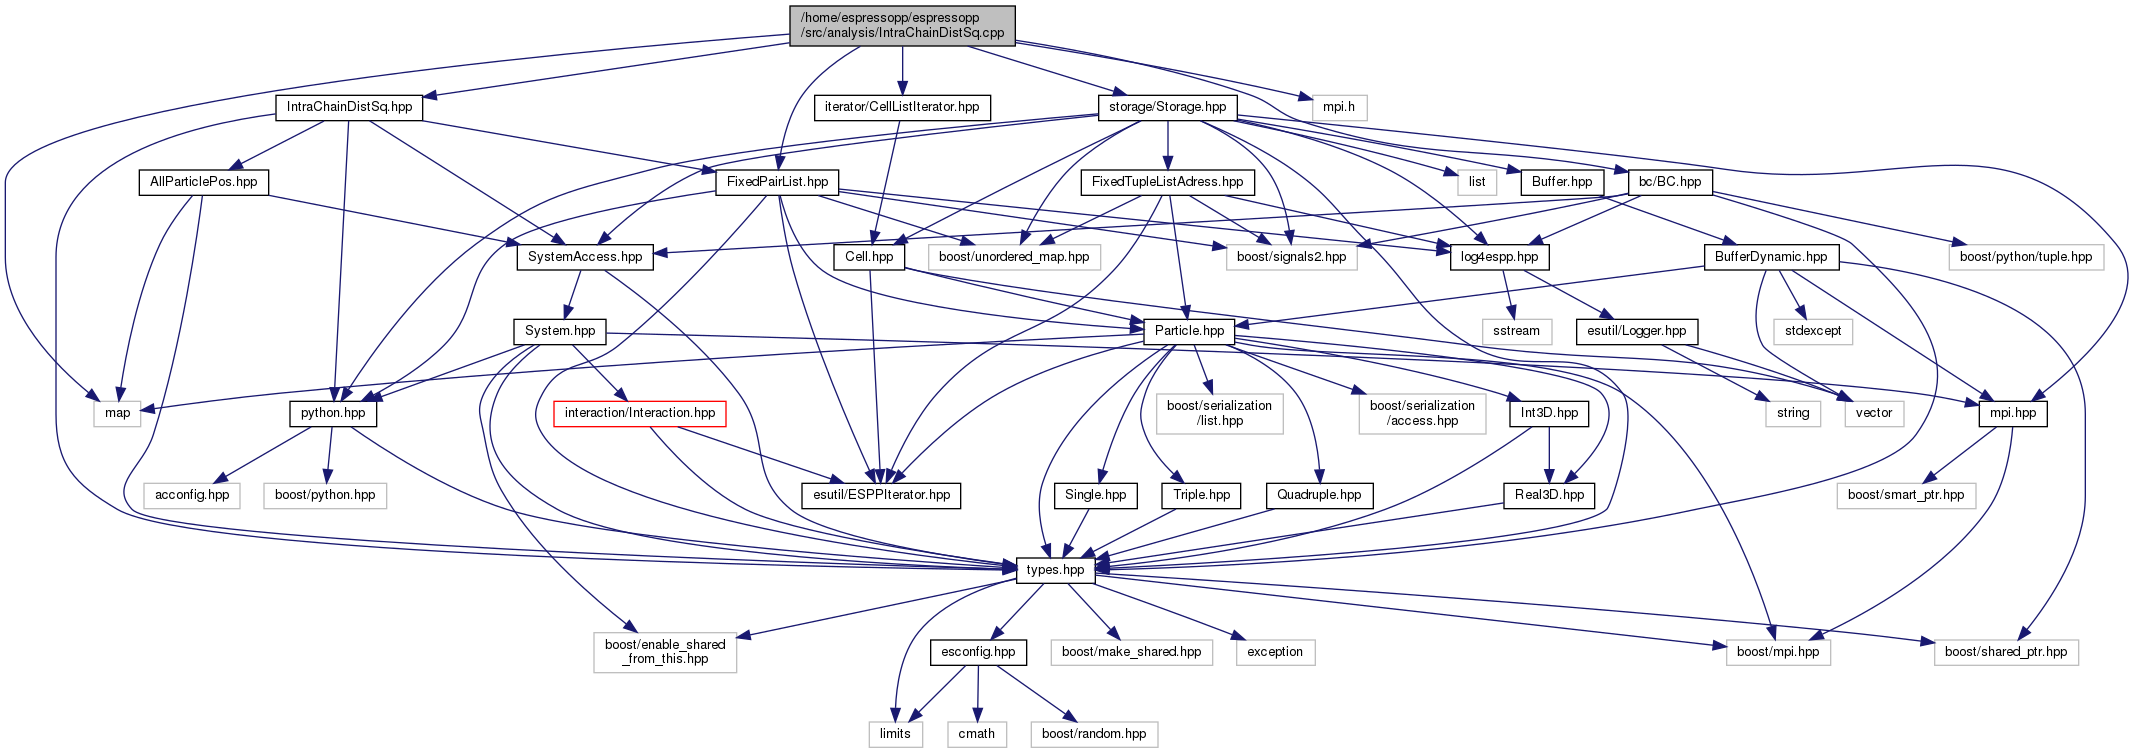 /home/espressopp/espressopp
/src/analysis/IntraChainDistSq.cpp
IntraChainDistSq.hpp
iterator/CellListIterator.hpp
storage/Storage.hpp
mpi.h
AllParticlePos.hpp
FixedPairList.hpp
FixedTupleListAdress.hpp
list
Buffer.hpp
bc/BC.hpp
SystemAccess.hpp
Cell.hpp
boost/unordered_map.hpp
boost/signals2.hpp
log4espp.hpp
BufferDynamic.hpp
boost/python/tuple.hpp
System.hpp
Particle.hpp
sstream
esutil/Logger.hpp
stdexcept
map
python.hpp
interaction/Interaction.hpp
boost/serialization
/list.hpp
boost/serialization
/access.hpp
Int3D.hpp
string
vector
mpi.hpp
acconfig.hpp
boost/python.hpp
esutil/ESPPIterator.hpp
Single.hpp
Triple.hpp
Quadruple.hpp
Real3D.hpp
boost/smart_ptr.hpp
types.hpp
boost/enable_shared
_from_this.hpp
esconfig.hpp
boost/make_shared.hpp
exception
boost/mpi.hpp
boost/shared_ptr.hpp
limits
cmath
boost/random.hpp